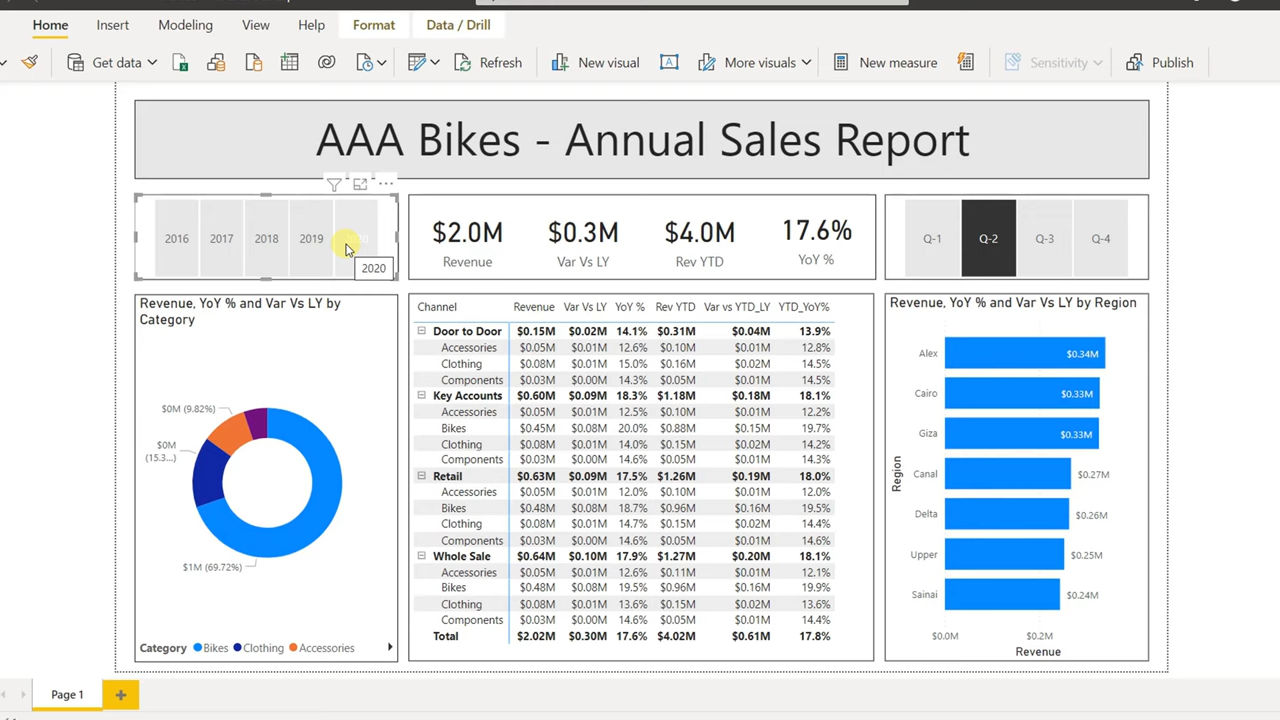 Home Insert Modeling View Help Format Data / Drill
Get data Refresh New visual More visuals New measure Sensitivity Publish
AAA Bikes - Annual Sales Report
2016 2017 2018 2019 2020
2020
$2.0M $0.3M $4.0M 17.6%
Revenue Var Vs LY Rev YTD YoY %
Q-1 Q-2 Q-3 Q-4
Revenue, YoY % and Var Vs LY by
Category
$0M (9.82%)
$0M
(15.3...)
$1M (69.72%)
Category Bikes Clothing Accessories
Channel Revenue Var Vs LY YoY % Rev YTD Var vs YTD_LY YTD_YoY%
Door to Door $0.15M $0.02M 14.1% $0.31M $0.04M 13.9%
Accessories $0.05M $0.01M 12.6% $0.10M $0.01M 12.8%
Clothing $0.08M $0.01M 15.0% $0.16M $0.02M 14.5%
Components $0.03M $0.00M 14.3% $0.05M $0.01M 14.5%
Key Accounts $0.60M $0.09M 18.3% $1.18M $0.18M 18.1%
Accessories $0.05M $0.01M 12.5% $0.10M $0.01M 12.2%
Bikes $0.45M $0.08M 20.0% $0.88M $0.15M 19.7%
Clothing $0.08M $0.01M 14.0% $0.15M $0.02M 14.2%
Components $0.03M $0.00M 14.6% $0.05M $0.01M 14.3%
Retail $0.63M $0.09M 17.5% $1.26M $0.19M 18.0%
Accessories $0.05M $0.01M 12.0% $0.10M $0.01M 12.0%
Bikes $0.48M $0.08M 18.7% $0.96M $0.16M 19.5%
Clothing $0.08M $0.01M 14.7% $0.15M $0.02M 14.4%
Components $0.03M $0.00M 14.6% $0.05M $0.01M 14.6%
Whole Sale $0.64M $0.10M 17.9% $1.27M $0.20M 18.1%
Accessories $0.05M $0.01M 12.6% $0.11M $0.01M 12.1%
Bikes $0.48M $0.08M 19.5% $0.96M $0.16M 19.9%
Clothing $0.08M $0.01M 13.6% $0.15M $0.02M 13.6%
Components $0.03M $0.00M 14.6% $0.05M $0.01M 14.4%
Total $2.02M $0.30M 17.6% $4.02M $0.61M 17.8%
Revenue, YoY % and Var Vs LY by Region
Region
Alex $0.34M
Cairo $0.33M
Giza $0.33M
Canal $0.27M
Delta $0.26M
Upper $0.25M
Sainai $0.24M
$0.0M $0.2M
Revenue
Page 1